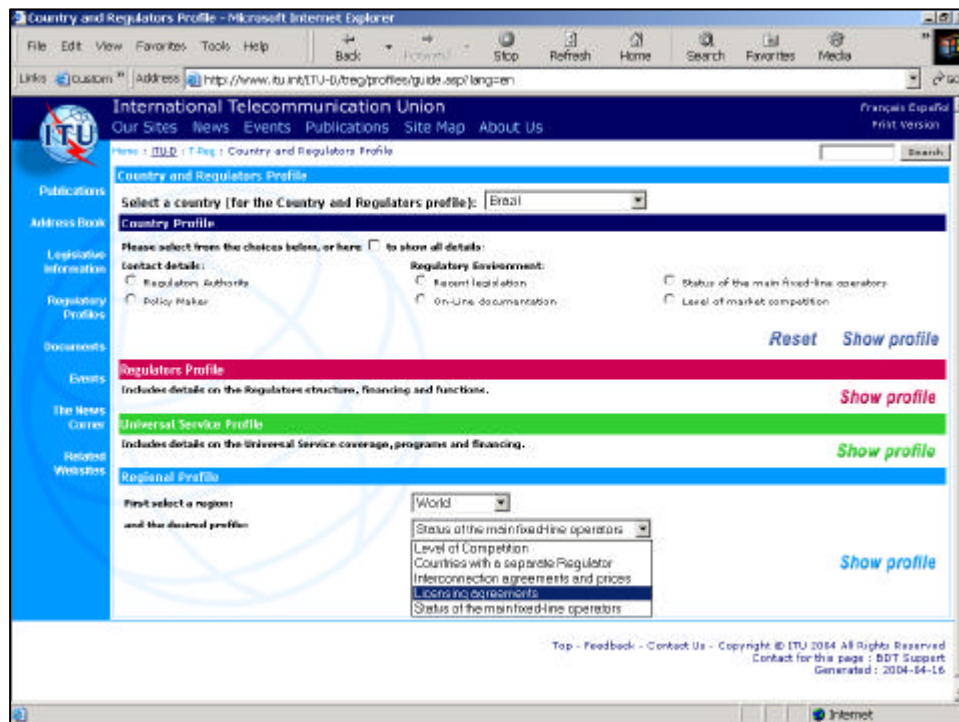 Country and Regulators Profile - Microsoft Internet Explorer
File Edit View Favorites Tools Help
Back Forward Stop Refresh Home Search Favorites Media
Links custom Address http://www.itu.int/ITU-D/treg/profiles/guide.asp?lang=en
International Telecommunication Union
Français Español
Our Sites News Events Publications Site Map About Us
Print Version
ITU
Home : ITU-D : T-Reg : Country and Regulators Profile
Search
Publications
Address Book
Legislative
Information
Regulatory
Profiles
Documents
Events
The News
Corner
Related
Websites
Country and Regulators Profile
Select a country (for the Country and Regulators profile): Brazil
Country Profile
Please select from the choices below, or here to show all details:
Contact details: Regulatory Environment:
Regulatory Authority Recent legislation Status of the main fixed-line operators
Policy Maker On-Line documentation Level of market competition
Reset Show profile
Regulators Profile
Includes details on the Regulators structure, financing and functions.
Show profile
Universal Service Profile
Includes details on the Universal Service coverage, programs and financing.
Show profile
Regional Profile
First select a region: World
and the desired profile: Status of the main fixed-line operators
Level of Competition
Countries with a separate Regulator
Interconnection agreements and prices
Licensing agreements
Status of the main fixed-line operators
Show profile
Top - Feedback - Contact Us - Copyright © ITU 2004 All Rights Reserved
Contact for this page : BDT Support
Generated : 2004-04-16
Internet